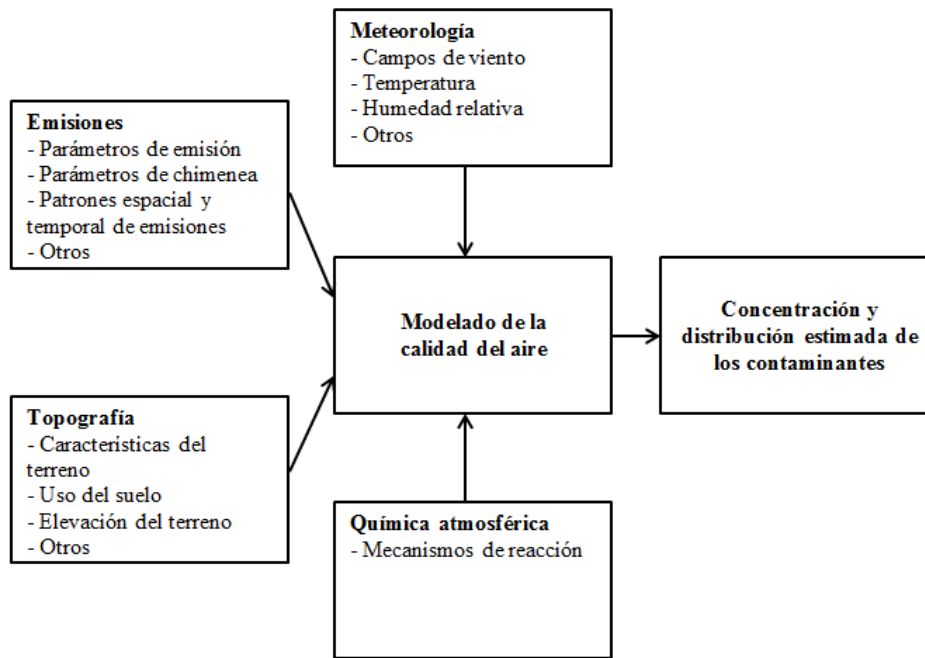 Meteorología
- Campos de viento
- Temperatura
- Humedad relativa
- Otros
Emisiones
- Parámetros de emisión
- Parámetros de chimenea
- Patrones espacial y
temporal de emisiones
- Otros
Modelado de la
calidad del aire
Concentración y
distribución estimada de
los contaminantes
Topografía
- Características del
terreno
- Uso del suelo
- Elevación del terreno
- Otros
Química atmosférica
- Mecanismos de reacción